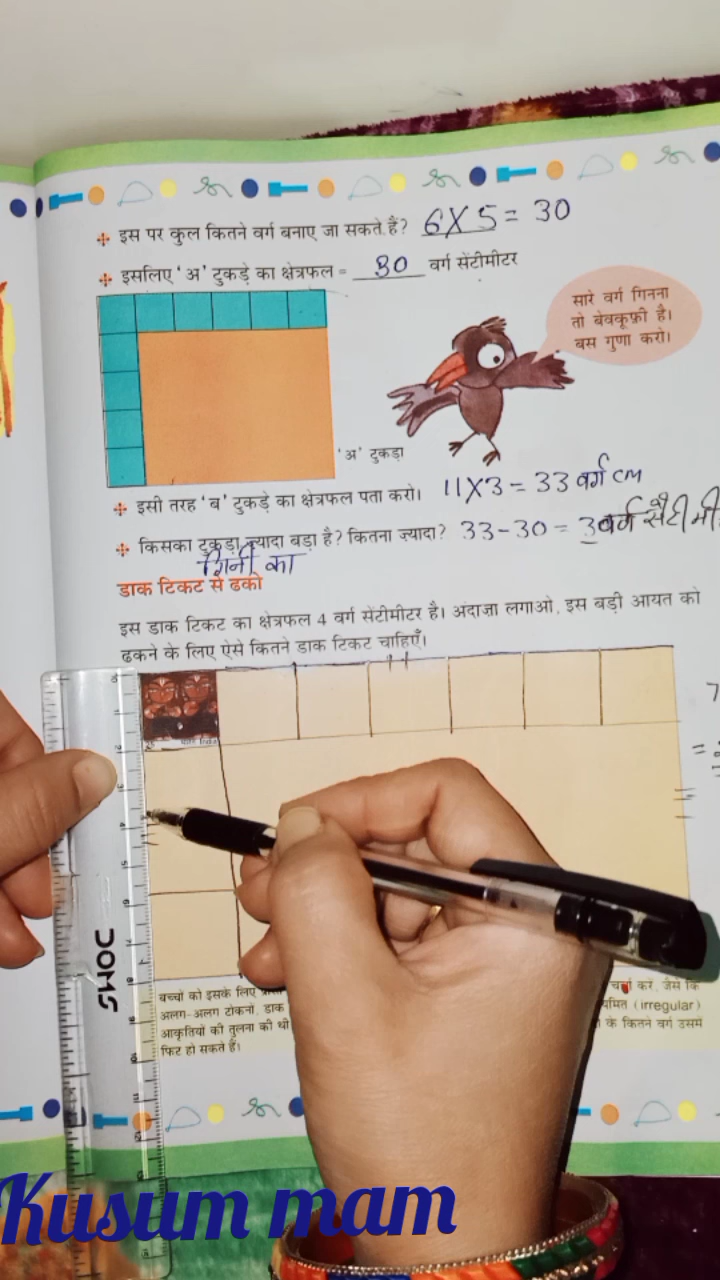 इस पर कुल कितने वर्ग बनाए जा सकते हैं? 6X5 = 30
इसलिए 'अ' टुकड़े का क्षेत्रफल = 30 वर्ग सेंटीमीटर
सारे वर्ग गिनना
तो बेवकूफ़ी है।
बस गुणा करो।
'अ' टुकड़ा
इसी तरह 'ब' टुकड़े का क्षेत्रफल पता करो। 11X3 = 33 वर्ग cm
किसका टुकड़ा ज़्यादा बड़ा है? कितना ज़्यादा? 33-30 = 3 वर्ग
का
डाक टिकट से ढको
इस डाक टिकट का क्षेत्रफल 4 वर्ग सेंटीमीटर है। अंदाज़ा लगाओ, इस बड़ी आयत को
ढकने के लिए ऐसे कितने डाक टिकट चाहिएँ।
भारत India
DOMS
बच्चों को इसके लिए
अलग-अलग टोकनों, डाक
आकृतियों की तुलना की थी
फिट हो सकते हैं।
करें, जैसे कि
(irregular)
के कितने वर्ग उसमें
Kusum mam